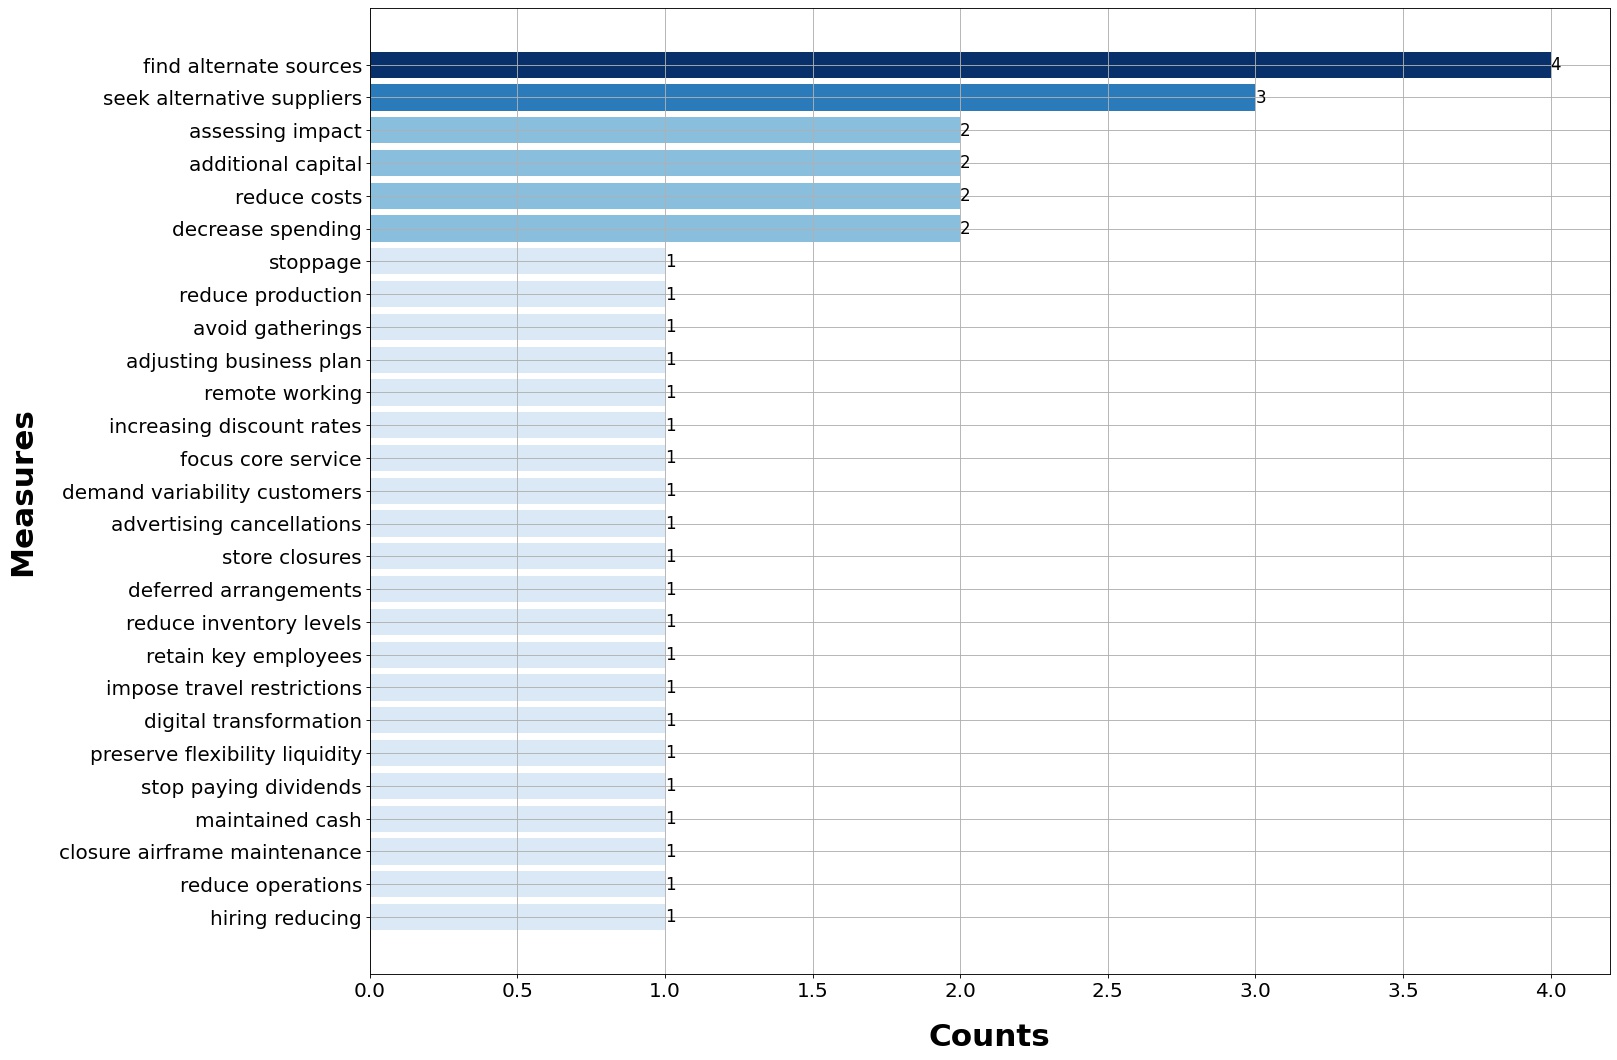 find alternate sources 4
seek alternative suppliers 3
assessing impact 2
additional capital 2
reduce costs 2
decrease spending 2
stoppage 1
reduce production 1
avoid gatherings 1
adjusting business plan 1
remote working 1
increasing discount rates 1
focus core service 1
demand variability customers 1
advertising cancellations 1
store closures 1
deferred arrangements 1
reduce inventory levels 1
retain key employees 1
impose travel restrictions 1
digital transformation 1
preserve flexibility liquidity 1
stop paying dividends 1
maintained cash 1
closure airframe maintenance 1
reduce operations 1
hiring reducing 1
Measures
0.0 0.5 1.0 1.5 2.0 2.5 3.0 3.5 4.0
Counts